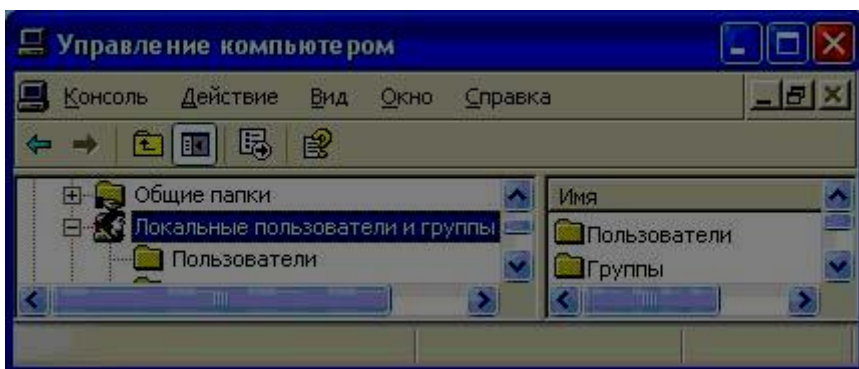 Управление компьютером
Консоль Действие Вид Окно Справка
Общие папки
Локальные пользователи и группы
Пользователи
Имя
Пользователи
Группы